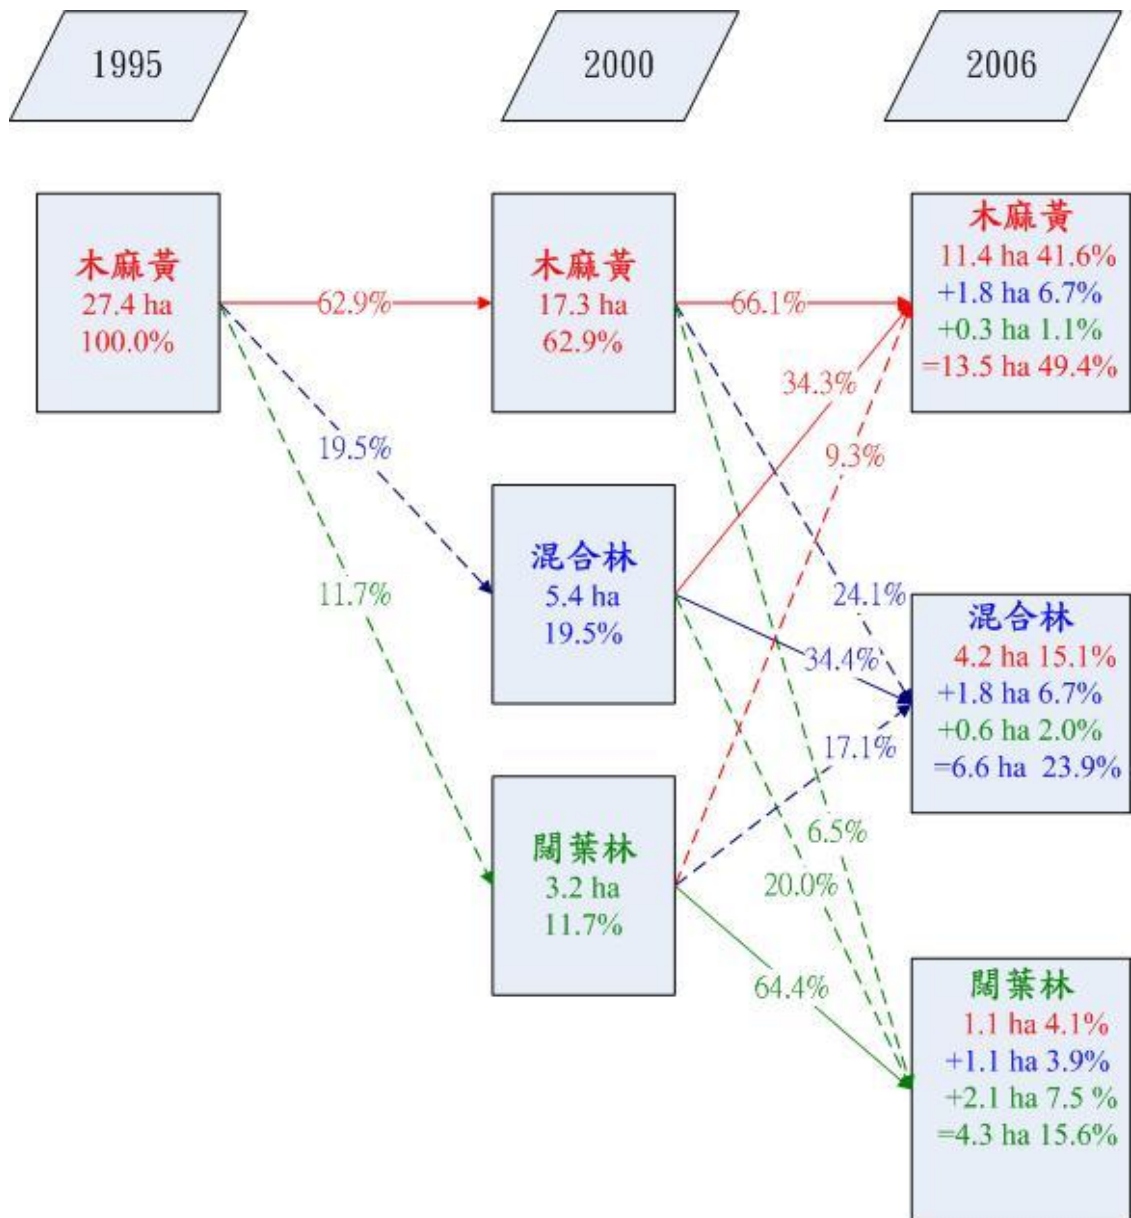 1995
2000
2006
木麻黃
27.4 ha
100.0%
62.9%
19.5%
11.7%
木麻黃
17.3 ha
62.9%
混合林
5.4 ha
19.5%
闊葉林
3.2 ha
11.7%
66.1%
34.3%
9.3%
24.1%
34.4%
17.1%
6.5%
20.0%
64.4%
木麻黃
11.4 ha 41.6%
+1.8 ha 6.7%
+0.3 ha 1.1%
=13.5 ha 49.4%
混合林
4.2 ha 15.1%
+1.8 ha 6.7%
+0.6 ha 2.0%
=6.6 ha 23.9%
闊葉林
1.1 ha 4.1%
+1.1 ha 3.9%
+2.1 ha 7.5 %
=4.3 ha 15.6%